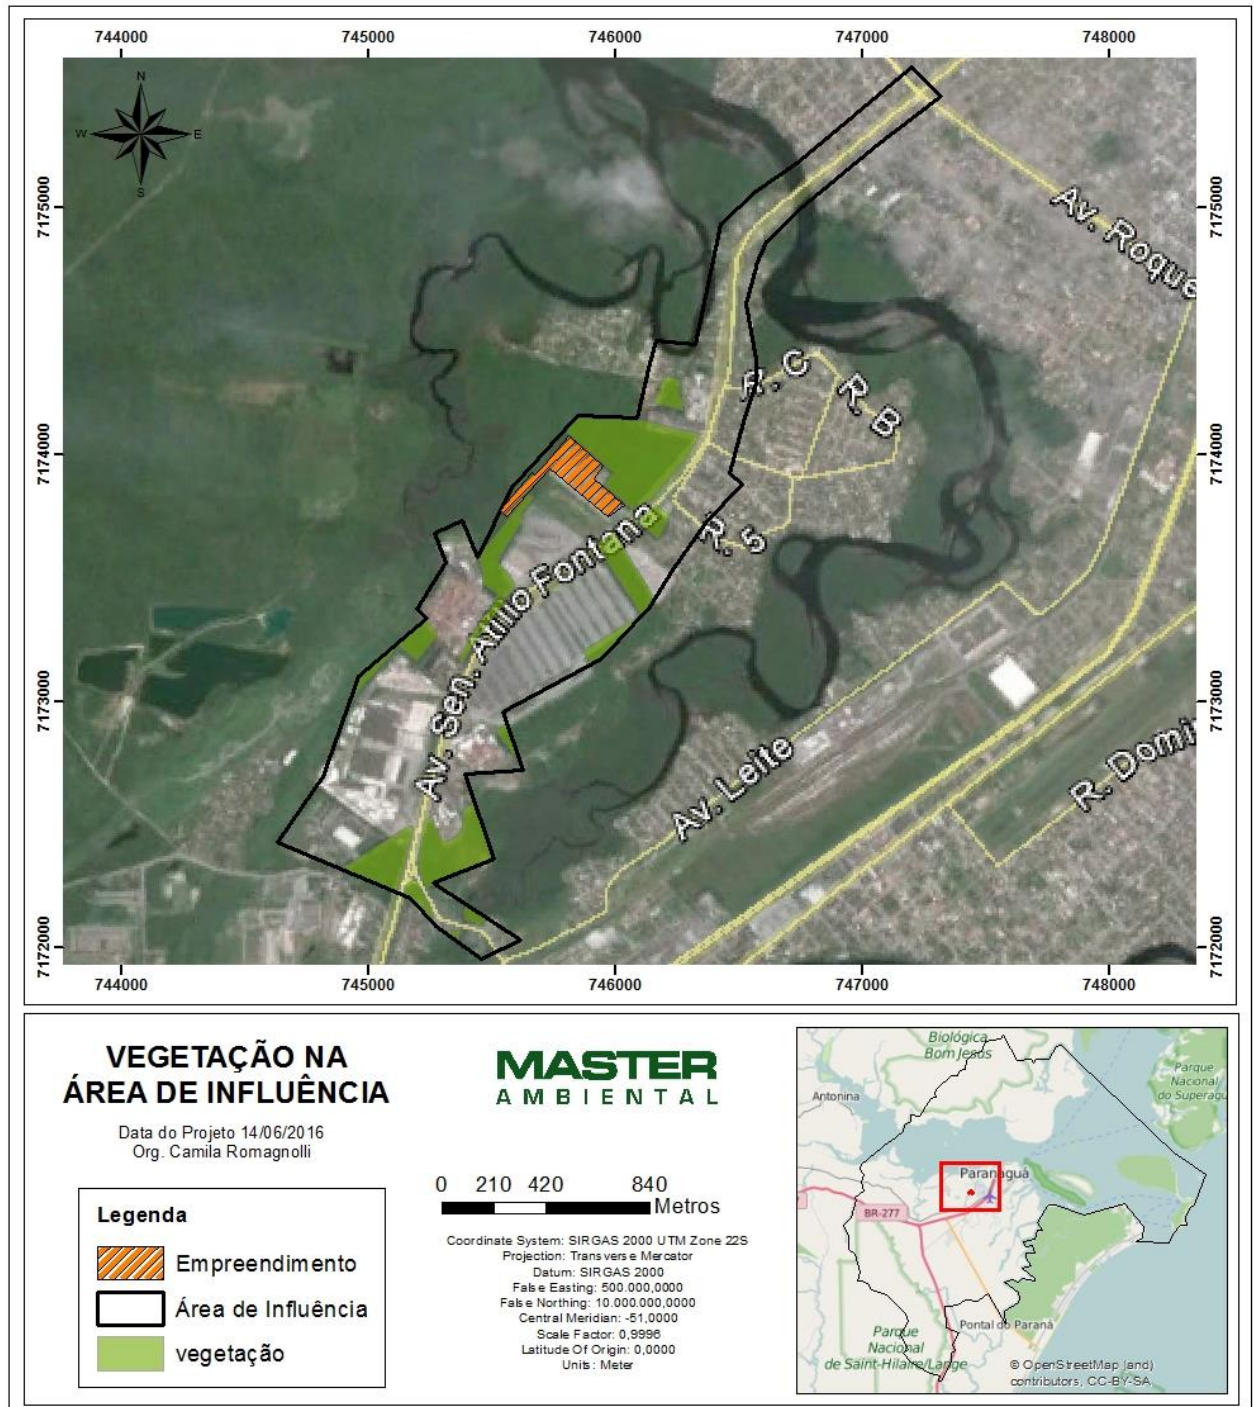 744000 745000 746000 747000 748000
N
W E
S
7175000 7175000
Av. Roque
R. C
R. B
7174000 7174000
R. 5
Av. Sen. Atilio Fontana
7173000 7173000
R. Domi
Av. Leite
7172000 7172000
744000 745000 746000 747000 748000
VEGETAÇÃO NA
ÁREA DE INFLUÊNCIA
Data do Projeto 14/06/2016
Org. Camila Romagnolli
Legenda
Empreendimento
Área de Influência
vegetação
MASTER
AMBIENTAL
0 210 420 840
Metros
Coordinate System: SIRGAS 2000 UTM Zone 22S
Projection: Transverse Mercator
Datum: SIRGAS 2000
False Easting: 500.000,0000
False Northing: 10.000.000,0000
Central Meridian: -51,0000
Scale Factor: 0,9996
Latitude Of Origin: 0,0000
Units: Meter
Biológica
Bom Jesus
Parque
Nacional
do Superagu
Antonina
Paranaguá
BR-277
Pontal do Paraná
Parque
Nacional
de Saint-Hilaire/Lange
© OpenStreetMap (and)
contributors, CC-BY-SA